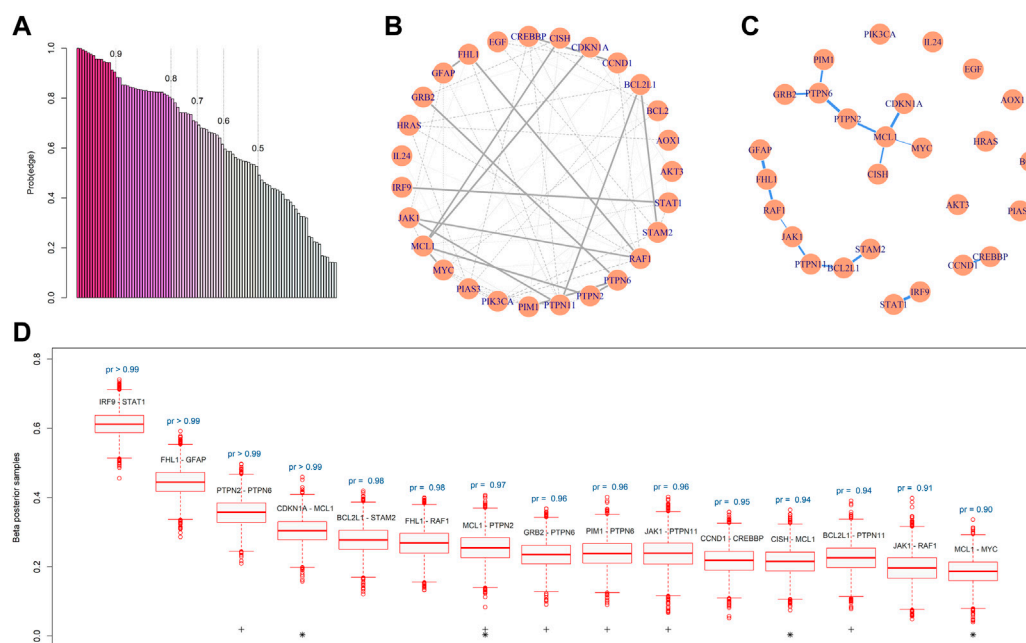 A
Prob(edge)
1.0
0.8
0.6
0.4
0.2
0.0
0.9
0.8
0.7
0.6
0.5
B
CREBBP
CISH
EGF
CDKN1A
FHL1
CCND1
GFAP
BCL2L1
GRB2
BCL2
HRAS
AOX1
IL24
AKT3
IRF9
STAT1
JAK1
STAM2
MCL1
RAF1
MYC
PTPN6
PIAS3
PTPN2
PIK3CA
PIM1
PTPN11
C
PIK3CA
IL24
PIM1
EGF
GRB2
PTPN6
AOX1
CDKN1A
PTPN2
MCL1
HRAS
MYC
GFAP
CISH
FHL1
RAF1
AKT3
PIAS
JAK1
STAM2
CREBBP
PTPN11
BCL2L1
CCND1
IRF9
STAT1
D
Beta posterior samples
0.8
0.6
0.4
0.2
0.0
pr > 0.99
IRF9 - STAT1
pr > 0.99
FHL1 - GFAP
pr > 0.99
PTPN2 - PTPN6
+
pr > 0.99
CDKN1A - MCL1
*
pr = 0.98
BCL2L1 - STAM2
pr = 0.98
FHL1 - RAF1
pr = 0.97
MCL1 - PTPN2
+
*
pr = 0.96
GRB2 - PTPN6
+
pr = 0.96
PIM1 - PTPN6
+
pr = 0.96
JAK1 - PTPN11
+
pr = 0.95
CCND1 - CREBBP
pr = 0.94
CISH - MCL1
*
pr = 0.94
BCL2L1 - PTPN11
+
pr = 0.91
JAK1 - RAF1
pr = 0.90
MCL1 - MYC
*